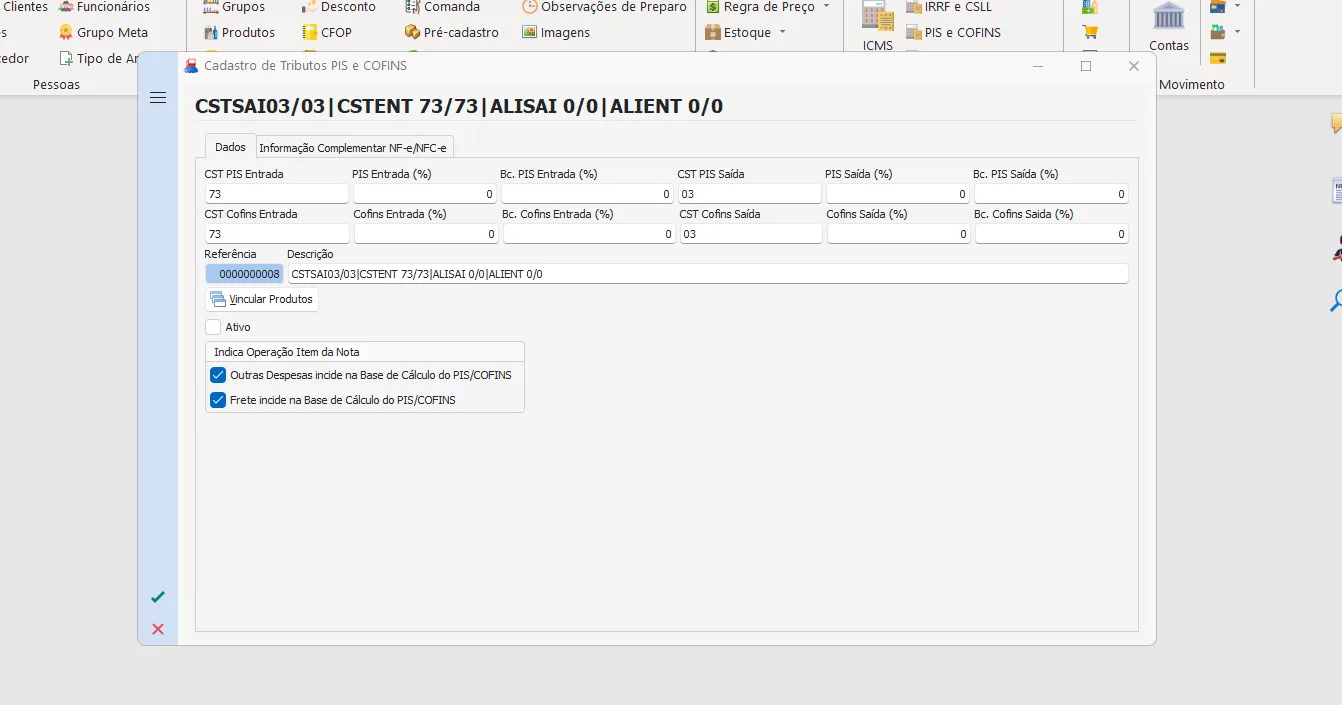 Clientes Funcionários Grupos Desconto Comanda Observações de Preparo Regra de Preço IRRF e CSLL
Grupo Meta Produtos CFOP Pré-cadastro Imagens Estoque PIS e COFINS
ICMS Contas
Tipo de Ar
Pessoas Movimento
Cadastro de Tributos PIS e COFINS
CSTSAI03/03|CSTENT 73/73|ALISAI 0/0|ALIENT 0/0
Dados Informação Complementar NF-e/NFC-e
CST PIS Entrada PIS Entrada (%) Bc. PIS Entrada (%) CST PIS Saída PIS Saída (%) Bc. PIS Saída (%)
73 0 0 03 0 0
CST Cofins Entrada Cofins Entrada (%) Bc. Cofins Entrada (%) CST Cofins Saída Cofins Saída (%) Bc. Cofins Saida (%)
73 0 0 03 0 0
Referência Descrição
0000000008 CSTSAI03/03|CSTENT 73/73|ALISAI 0/0|ALIENT 0/0
Vincular Produtos
Ativo
Indica Operação Item da Nota
Outras Despesas incide na Base de Cálculo do PIS/COFINS
Frete incide na Base de Cálculo do PIS/COFINS